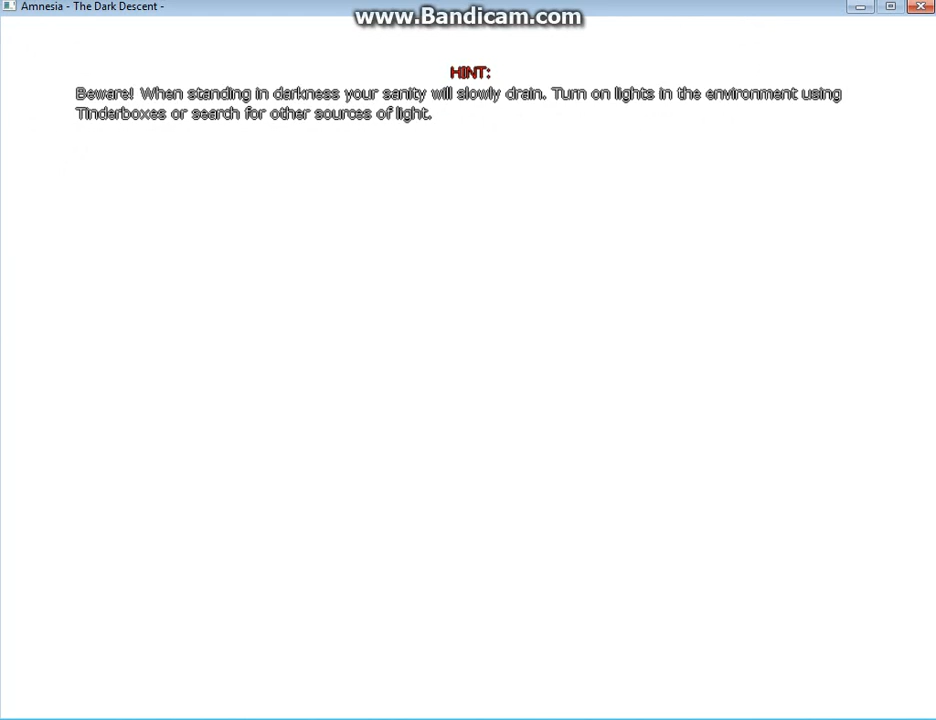 Amnesia - The Dark Descent -
www.Bandicam.com
HINT:
Beware! When standing in darkness your sanity will slowly drain. Turn on lights in the environment using
Tinderboxes or search for other sources of light.